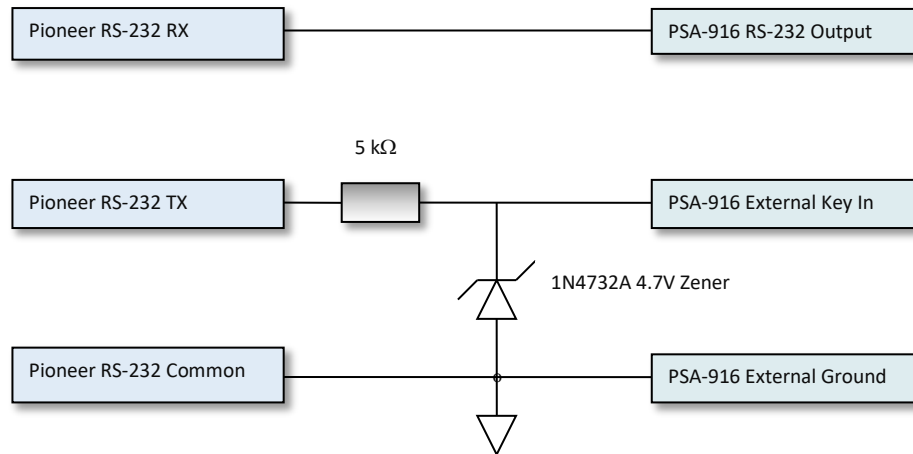 Pioneer RS-232 RX
PSA-916 RS-232 Output
5 kΩ
Pioneer RS-232 TX
PSA-916 External Key In
1N4732A 4.7V Zener
Pioneer RS-232 Common
PSA-916 External Ground